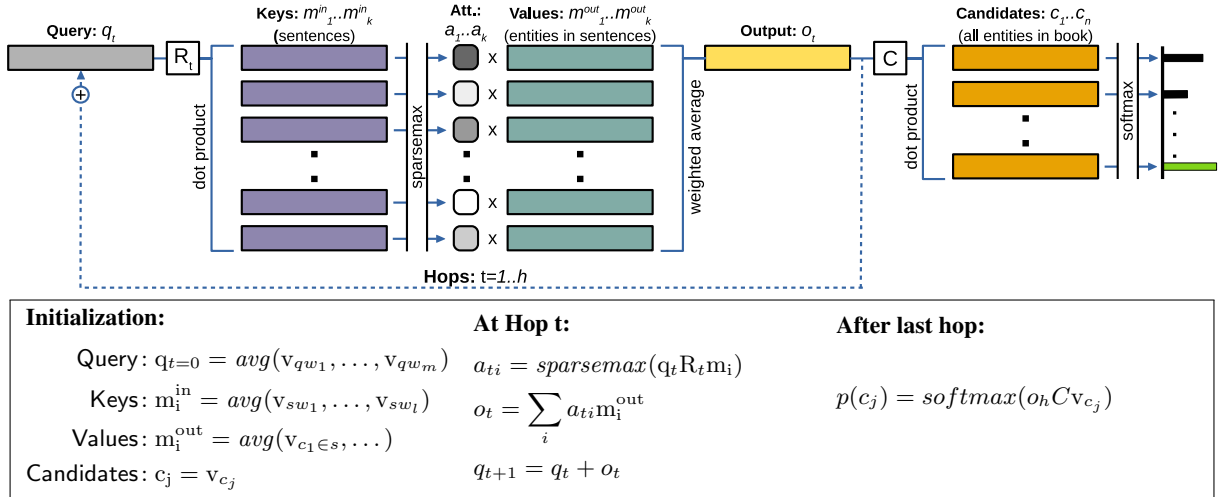 Query: q_t
R_t
dot product
Keys: m^in_1..m^in_k
(sentences)
sparsemax
Att.:
a_1..a_k
x
x
x
x
x
Values: m^out_1..m^out_k
(entities in sentences)
weighted average
Output: o_t
C
dot product
Candidates: c_1..c_n
(all entities in book)
softmax
+
Hops: t=1..h
Initialization:
Query: q_{t=0} = avg(v_{qw_1}, . . . , v_{qw_m})
Keys: m_i^in = avg(v_{sw_1}, . . . , v_{sw_l})
Values: m_i^out = avg(v_{c_1∈s}, . . . )
Candidates: c_j = v_{c_j}
At Hop t:
a_{ti} = sparsemax(q_t R_t m_i)
o_t = ∑_i a_{ti} m_i^out
q_{t+1} = q_t + o_t
After last hop:
p(c_j) = softmax(o_h C v_{c_j})